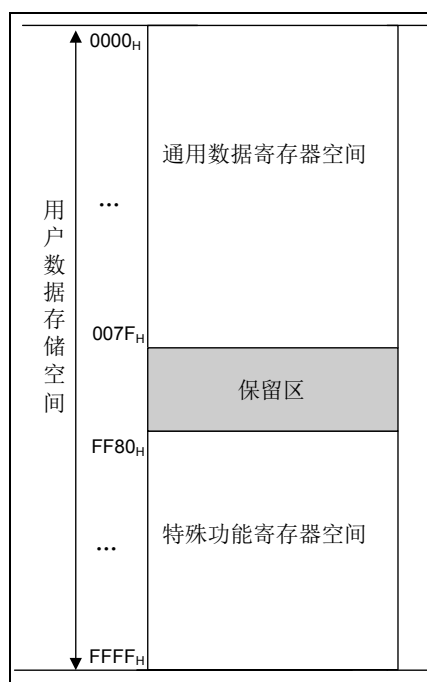 0000H
通用数据寄存器空间
...
用户数据存储空间
007FH
保留区
FF80H
特殊功能寄存器空间
...
FFFFH